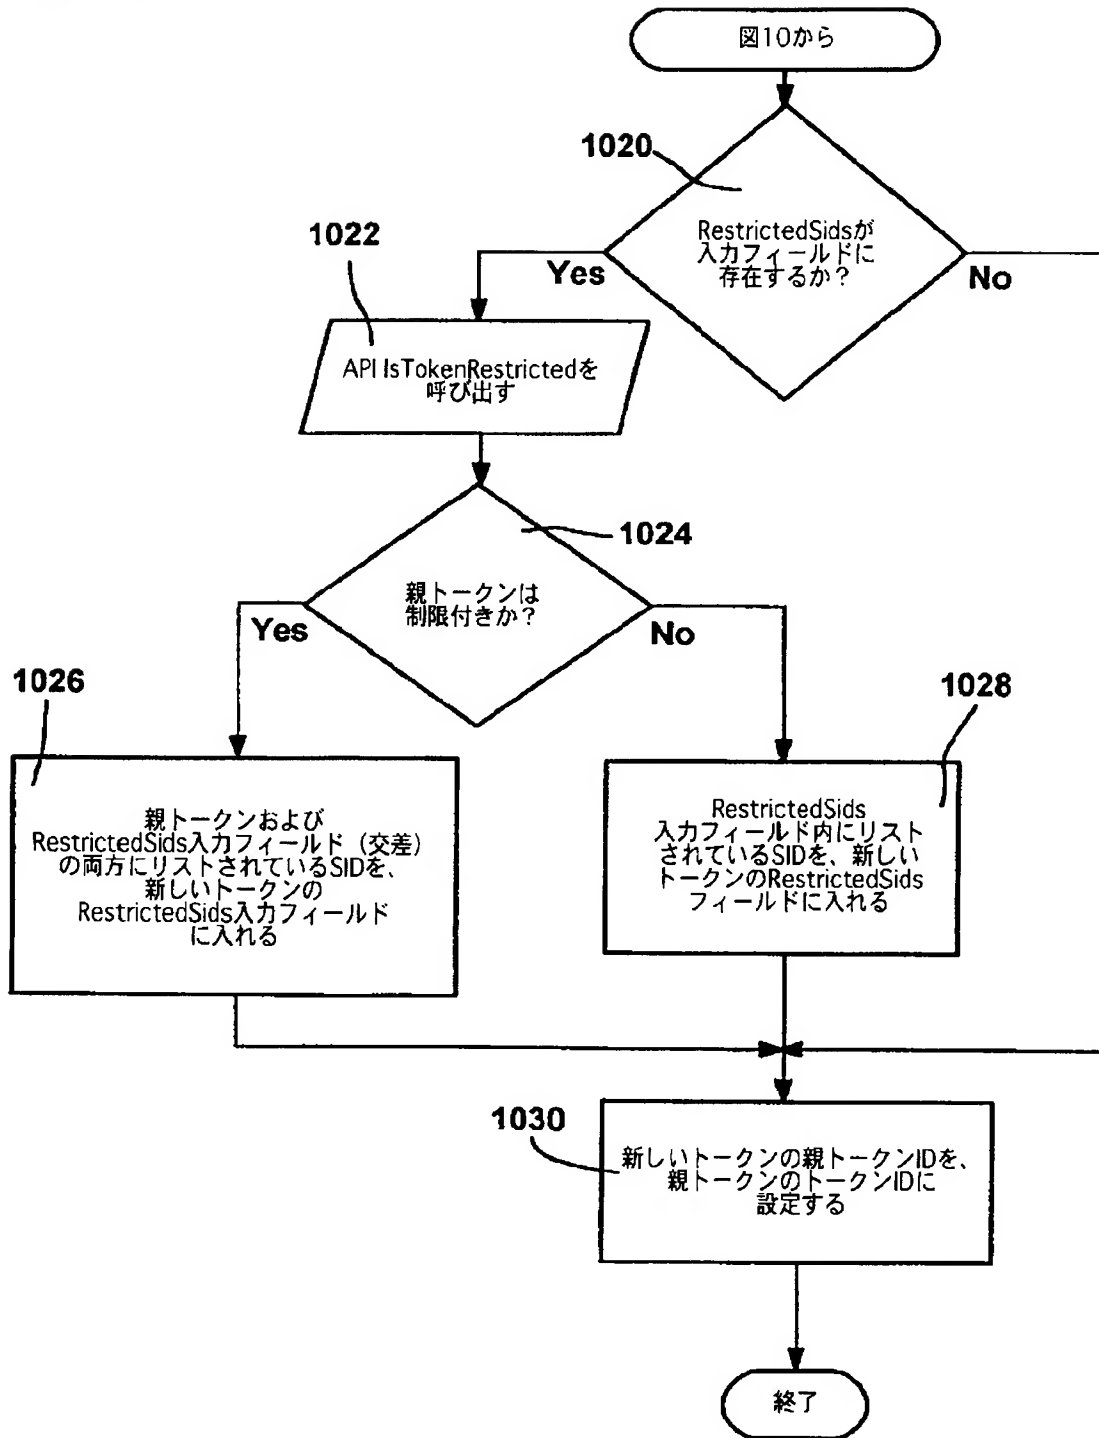 図10から
1020
RestrictedSidsが
入力フィールドに
存在するか？
Yes
No
1022
API IsTokenRestrictedを
呼び出す
1024
親トークンは
制限付きか？
Yes
No
1026
親トークンおよび
RestrictedSids入力フィールド（交差）
の両方にリストされているSIDを、
新しいトークンの
RestrictedSids入力フィールド
に入れる
1028
RestrictedSids
入力フィールド内にリスト
されているSIDを、新しい
トークンのRestrictedSids
フィールドに入れる
1030
新しいトークンの親トークンIDを、
親トークンのトークンIDに
設定する
終了